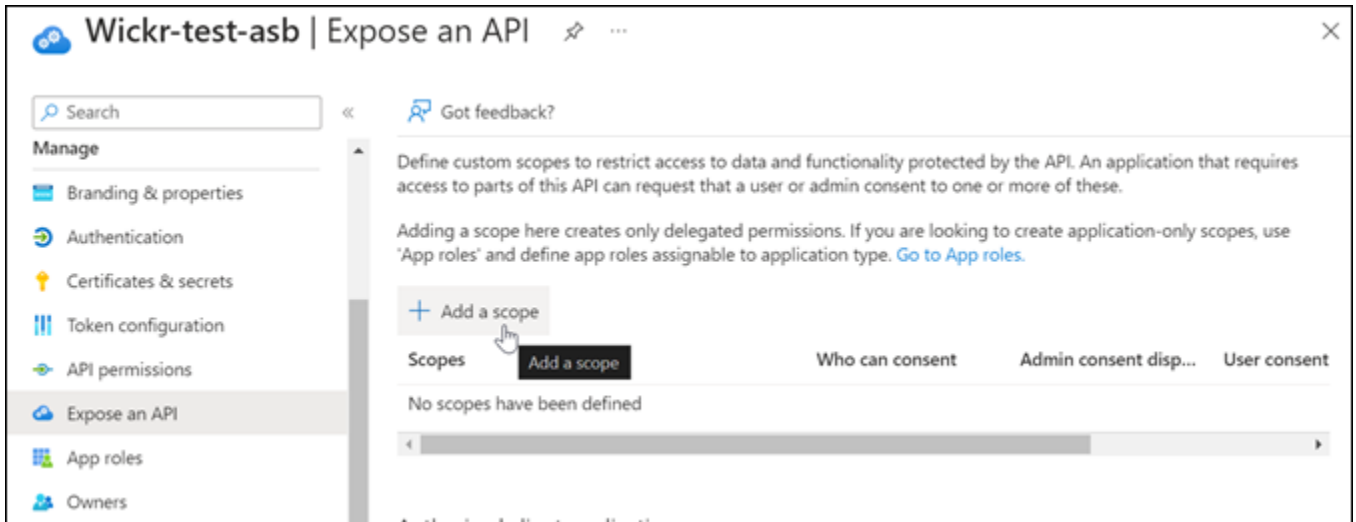 Wickr-test-asb | Expose an API
Search
Got feedback?
Manage
Branding & properties
Authentication
Certificates & secrets
Token configuration
API permissions
Expose an API
App roles
Owners
Define custom scopes to restrict access to data and functionality protected by the API. An application that requires
access to parts of this API can request that a user or admin consent to one or more of these.
Adding a scope here creates only delegated permissions. If you are looking to create application-only scopes, use
'App roles' and define app roles assignable to application type. Go to App roles.
Add a scope
Scopes
Add a scope
Who can consent
Admin consent disp...
User consent
No scopes have been defined